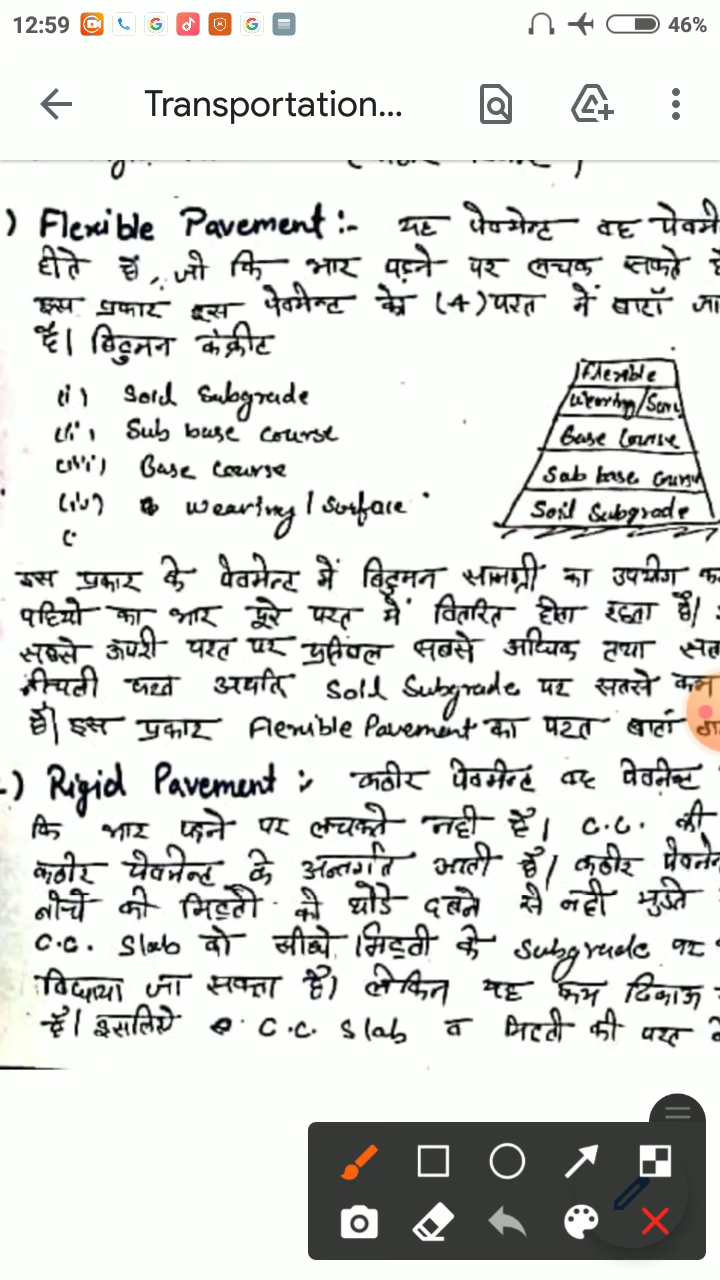 12:59
46%
Transportation...
) Flexible Pavement :- यह पेवमेन्ट वह पेवमे
होते है, जो कि भार पड़ने पर लचक सकते है
इस प्रकार इस पेवमेन्ट को (4) परत में बाटाँ जा
है। बिटुमन कंक्रीट
(i) Soid Subgrade
(ii) Sub base course
(iii) Base course
(iv) wearing / Surface
(
Flexible
wearing/Sur
Base Course
Sab base Cours
Soil Subgrade
इस प्रकार के पेवमेन्ट में बिटुमन सामग्री का उपयोग क
पहियो का भार पूरे परत में वितरित होता रहता है।
सबसे ऊपरी परत पर प्रतिबल सबसे अधिक तथा सब
नीचली परत अर्थात Soil Subgrade पर सबसे कम
है। इस प्रकार Flexible Pavement का परत बाटाँ
) Rigid Pavement :- कठोर पेवमेन्ट वह पेवमेन्ट
कि भार पड़ने पर लचकते नही है। C.C. की
कठोर पेवमेन्ट के अन्तर्गत आती है। कठोर पेवमेन
नीचें की मिट्टी को थोडे दबने से नही मुड़ते
C.C. Slab को सीधे मिट्टी के Subgrade पर
बिछाया जा सकता है। लेकिन यह कम टिकाऊ
है। इसलिये C.C. Slab व मिट्टी की परत के